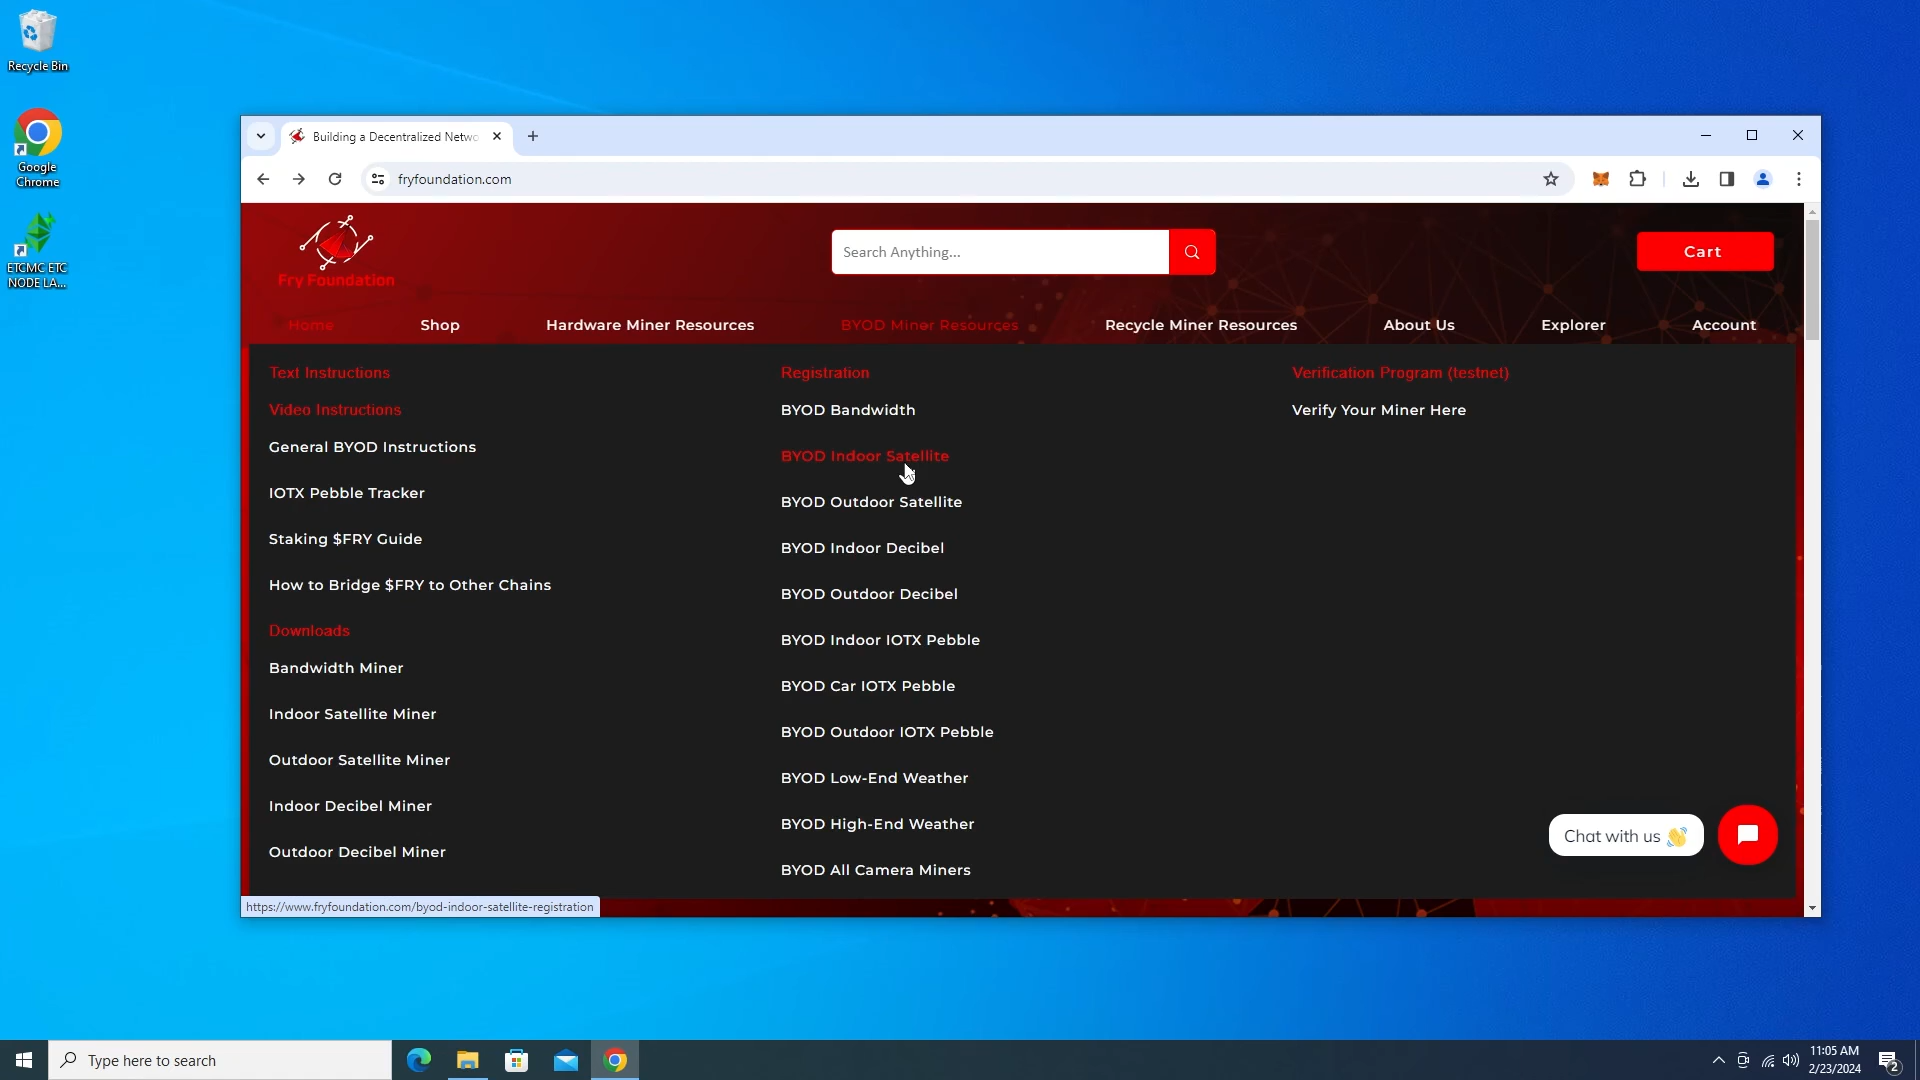 Recycle Bin
Google
Chrome
ETCMC ETC
NODE LA...
Building a Decentralized Netwo
fryfoundation.com
Fry Foundation
Search Anything...
Cart
Home
Shop
Hardware Miner Resources
BYOD Miner Resources
Recycle Miner Resources
About Us
Explorer
Account
Text Instructions
Video Instructions
General BYOD Instructions
IOTX Pebble Tracker
Staking $FRY Guide
How to Bridge $FRY to Other Chains
Downloads
Bandwidth Miner
Indoor Satellite Miner
Outdoor Satellite Miner
Indoor Decibel Miner
Outdoor Decibel Miner
Registration
BYOD Bandwidth
BYOD Indoor Satellite
BYOD Outdoor Satellite
BYOD Indoor Decibel
BYOD Outdoor Decibel
BYOD Indoor IOTX Pebble
BYOD Car IOTX Pebble
BYOD Outdoor IOTX Pebble
BYOD Low-End Weather
BYOD High-End Weather
BYOD All Camera Miners
Verification Program (testnet)
Verify Your Miner Here
Chat with us 👋
https://www.fryfoundation.com/byod-indoor-satellite-registration
Type here to search
11:05 AM
2/23/2024
2